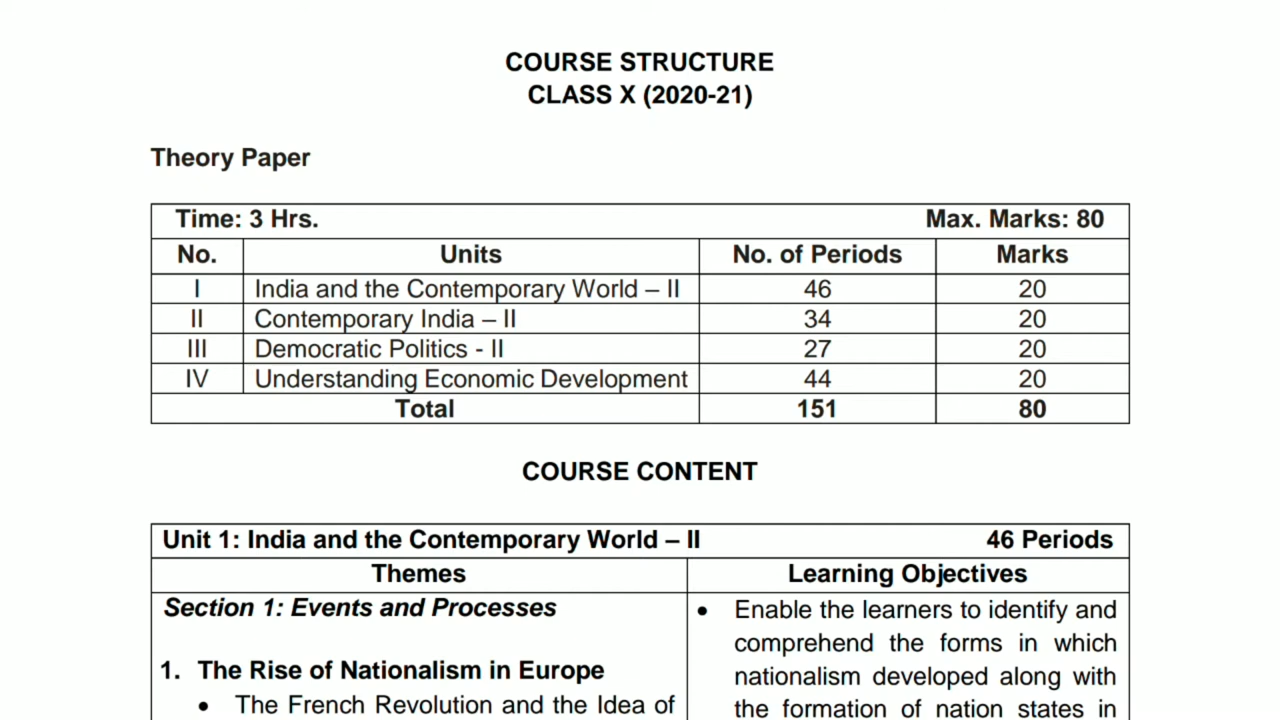 COURSE STRUCTURE
CLASS X (2020-21)
Theory Paper
Time: 3 Hrs. Max. Marks: 80
No. Units No. of Periods Marks
I India and the Contemporary World – II 46 20
II Contemporary India – II 34 20
III Democratic Politics - II 27 20
IV Understanding Economic Development 44 20
Total 151 80
COURSE CONTENT
Unit 1: India and the Contemporary World – II 46 Periods
Themes Learning Objectives
Section 1: Events and Processes
1. The Rise of Nationalism in Europe
• The French Revolution and the Idea of
• Enable the learners to identify and
comprehend the forms in which
nationalism developed along with
the formation of nation states in